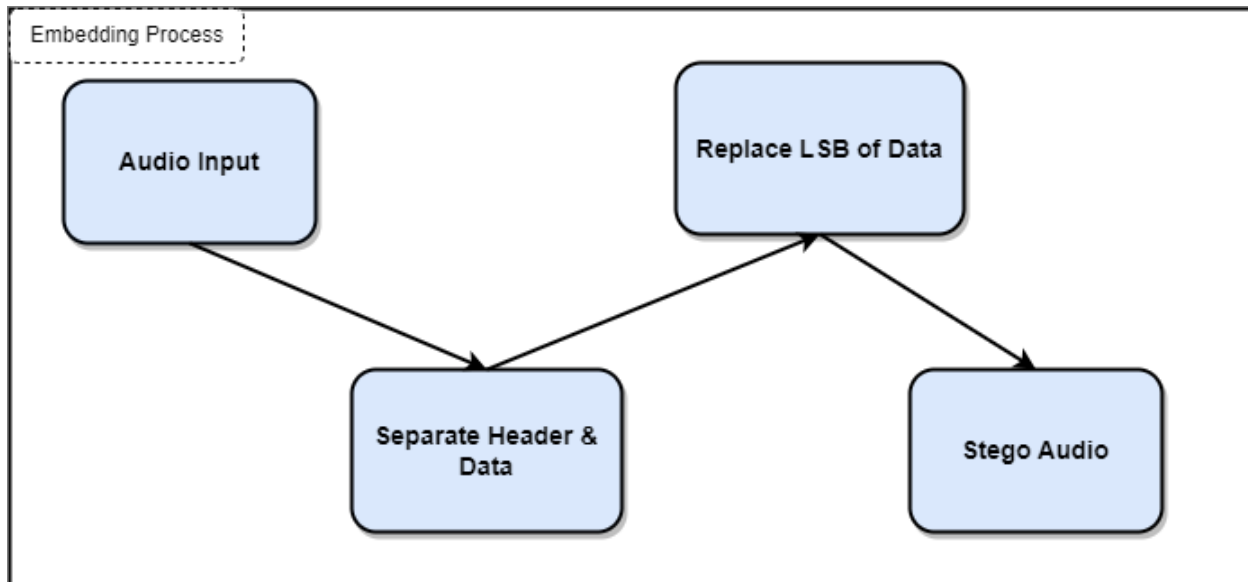 Embedding Process
Audio Input
Replace LSB of Data
Separate Header &
Data
Stego Audio